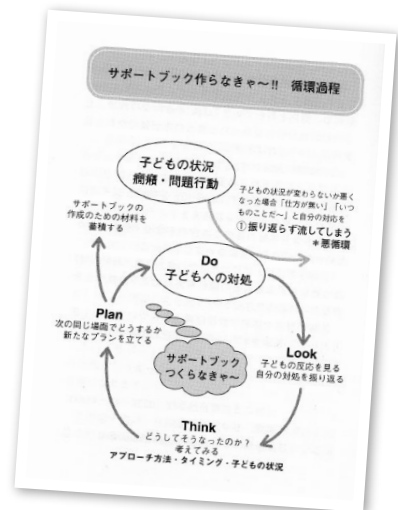 サポートブック作らなきゃ〜!! 循環過程
子どもの状況
癇癪・問題行動
子どもの状況が変わらないか悪く
なった場合「仕方が無い」「いつ
ものことだ〜」と自分の対応を
① 振り返らず流してしまう
＊悪循環
サポートブックの
作成のための材料を
蓄積する
Do
子どもへの対処
Plan
次の同じ場面でどうするか
新たなプランを立てる
サポートブック
つくらなきゃ〜
Look
子どもの反応を見る
自分の対処を振り返る
Think
どうしてそうなったのか？
考えてみる
アプローチ方法・タイミング・子どもの状況